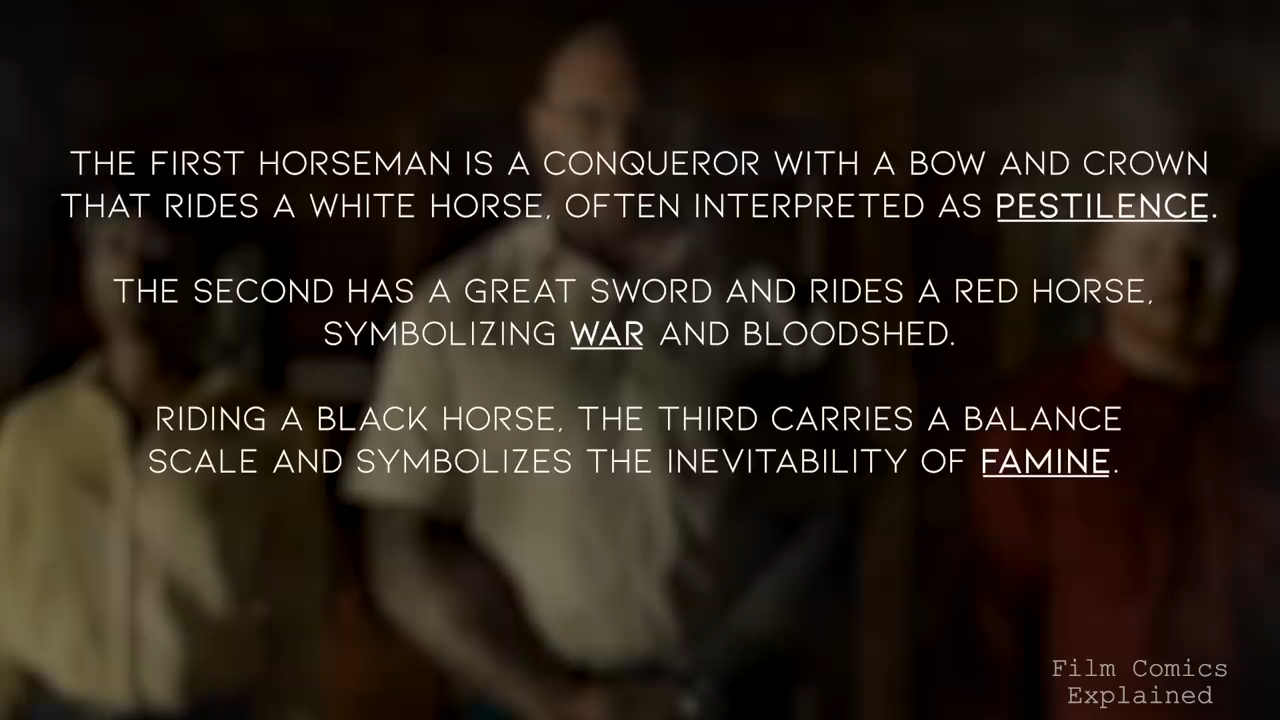 THE FIRST HORSEMAN IS A CONQUEROR WITH A BOW AND CROWN
THAT RIDES A WHITE HORSE, OFTEN INTERPRETED AS PESTILENCE.
THE SECOND HAS A GREAT SWORD AND RIDES A RED HORSE,
SYMBOLIZING WAR AND BLOODSHED.
RIDING A BLACK HORSE, THE THIRD CARRIES A BALANCE
SCALE AND SYMBOLIZES THE INEVITABILITY OF FAMINE.
Film Comics
Explained